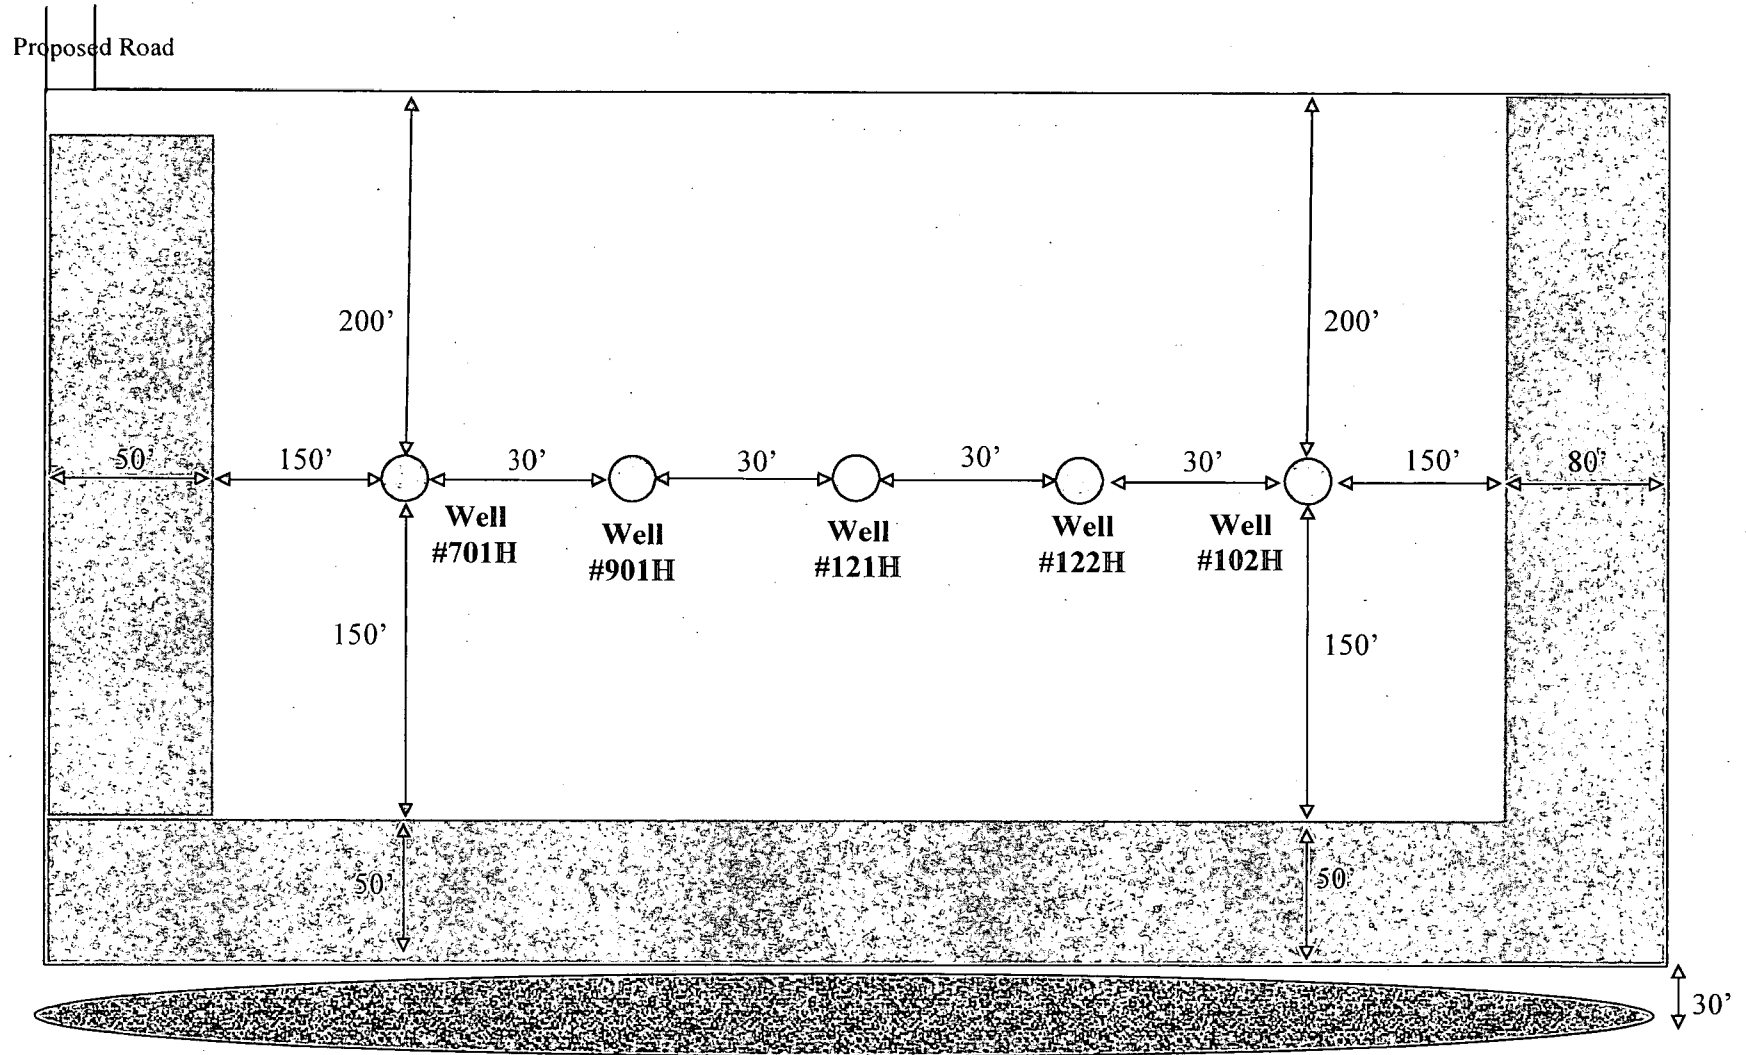 Proposed Road
200’
200’
50’
150’
30’
30’
30’
30’
150’
80’
Well
#701H
Well
#901H
Well
#121H
Well
#122H
Well
#102H
150’
150’
50’
50’
30’